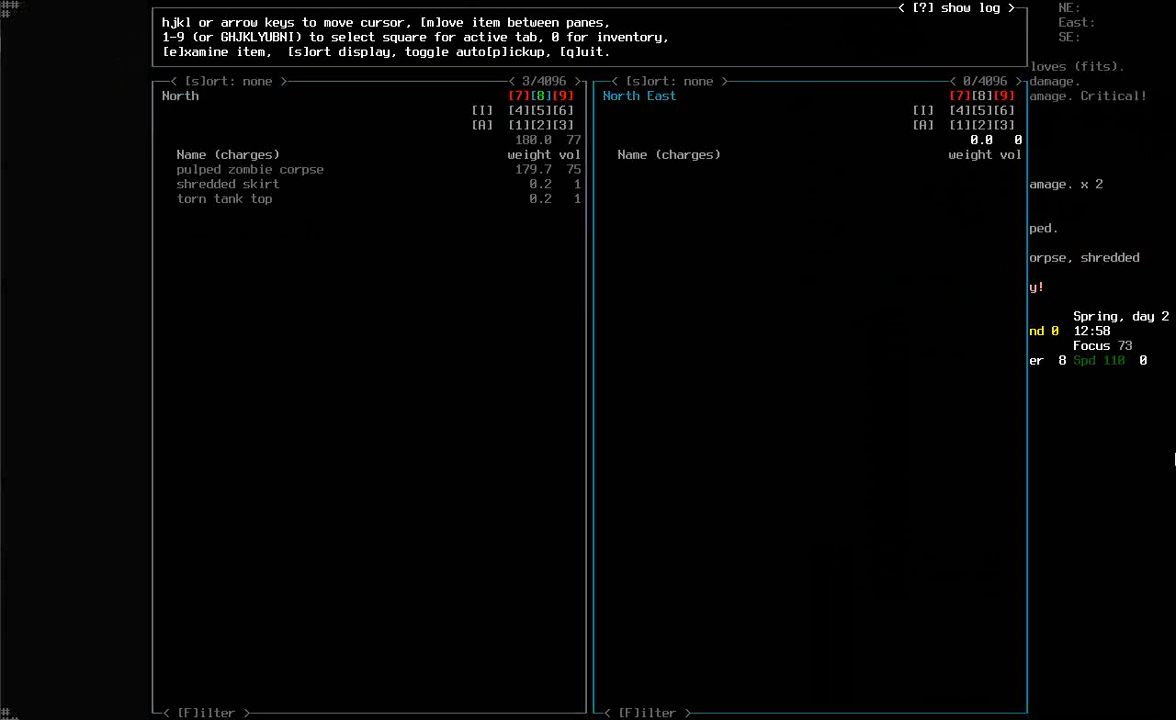 ##
#
< [?] show log >
NE:
East:
SE:
hjkl or arrow keys to move cursor, [m]ove item between panes,
1-9 (or GHJKLYUBNI) to select square for active tab, 0 for inventory,
[e]xamine item,  [s]ort display, toggle auto[p]ickup, [q]uit.
loves (fits).
< [s]ort: none > < 3/4096 >
< [s]ort: none > < 0/4096 >
damage.
North [7][8][9]
North East [7][8][9]
amage. Critical!
[I] [4][5][6]
[I] [4][5][6]
[A] [1][2][3]
[A] [1][2][3]
180.0 77
0.0 0
Name (charges) weight vol
Name (charges) weight vol
pulped zombie corpse 179.7 75
shredded skirt 0.2 1
torn tank top 0.2 1
amage. x 2
ped.
orpse, shredded
y!
Spring, day 2
nd 0 12:58
Focus 73
er 8 Spd 110 0
#
< [F]ilter >
< [F]ilter >